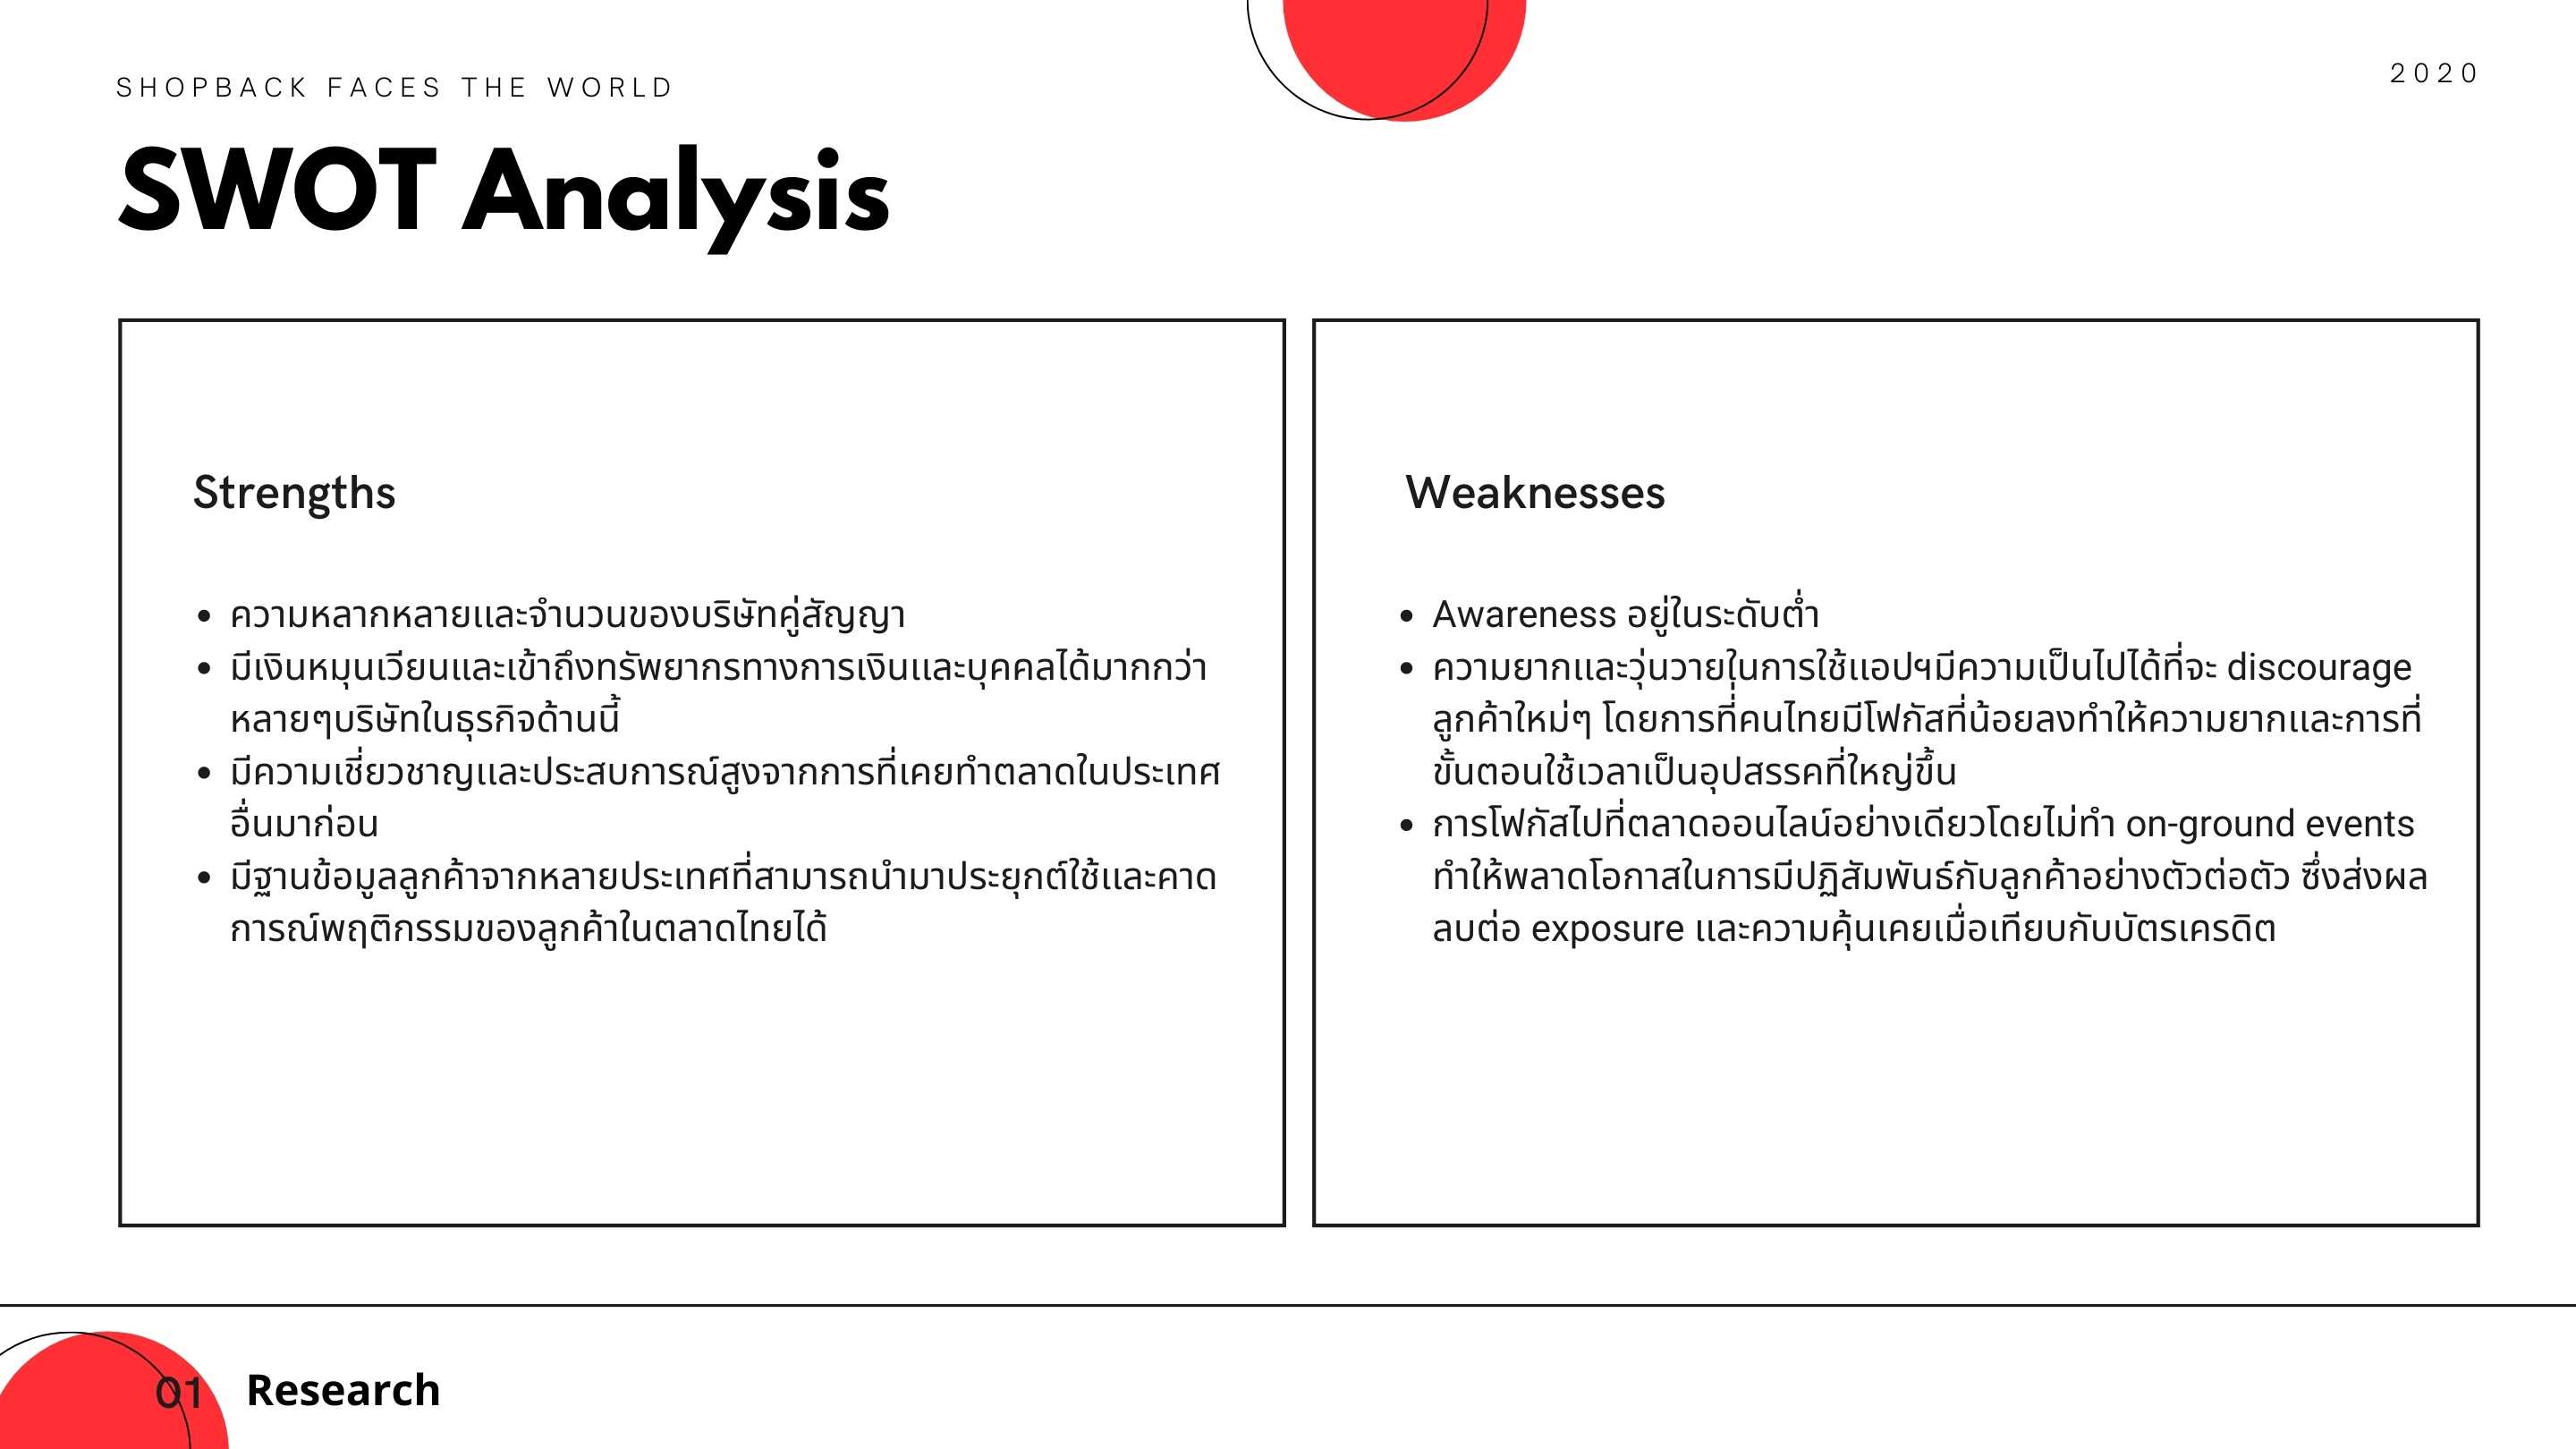 SHOPBACK FACES THE WORLD
2020
SWOT Analysis
Strengths
• ความหลากหลายและจำนวนของบริษัทคู่สัญญา
• มีเงินหมุนเวียนและเข้าถึงทรัพยากรทางการเงินและบุคคลได้มากกว่า
หลายๆบริษัทในธุรกิจด้านนี้
• มีความเชี่ยวชาญและประสบการณ์สูงจากการที่เคยทำตลาดในประเทศ
อื่นมาก่อน
• มีฐานข้อมูลลูกค้าจากหลายประเทศที่สามารถนำมาประยุกต์ใช้และคาด
การณ์พฤติกรรมของลูกค้าในตลาดไทยได้
Weaknesses
• Awareness อยู่ในระดับต่ำ
• ความยากและวุ่นวายในการใช้แอปฯมีความเป็นไปได้ที่จะ discourage
ลูกค้าใหม่ๆ โดยการที่่คนไทยมีโฟกัสที่น้อยลงทำให้ความยากและการที่
ขั้นตอนใช้เวลาเป็นอุปสรรคที่ใหญ่ขึ้น
• การโฟกัสไปที่ตลาดออนไลน์อย่างเดียวโดยไม่ทำ on-ground events
ทำให้พลาดโอกาสในการมีปฏิสัมพันธ์กับลูกค้าอย่างตัวต่อตัว ซึ่งส่งผล
ลบต่อ exposure และความคุ้นเคยเมื่อเทียบกับบัตรเครดิต
01 Research